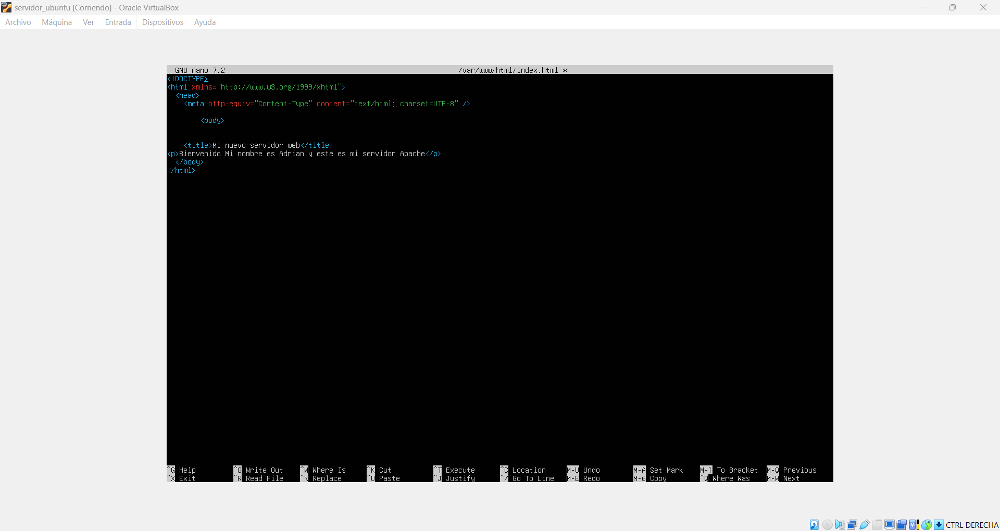 servidor_ubuntu [Corriendo] - Oracle VirtualBox
Archivo Máquina Ver Entrada Dispositivos Ayuda
GNU nano 7.2 /var/www/html/index.html *
<!DOCTYPE>
<html xmlns="http://www.w3.org/1999/xhtml">
<head>
<meta http-equiv="Content-Type" content="text/html; charset=UTF-8" />
<body>
<title>Mi nuevo servidor web</title>
<p>Bienvenido Mi nombre es Adrian y este es mi servidor Apache</p>
</body>
</html>
^G Help ^O Write Out ^W Where Is ^K Cut ^T Execute ^C Location M-U Undo M-A Set Mark M-] To Bracket M-Q Previous
^X Exit ^R Read File ^\ Replace ^U Paste ^J Justify ^/ Go To Line M-E Redo M-6 Copy ^Q Where Was M-W Next
CTRL DERECHA